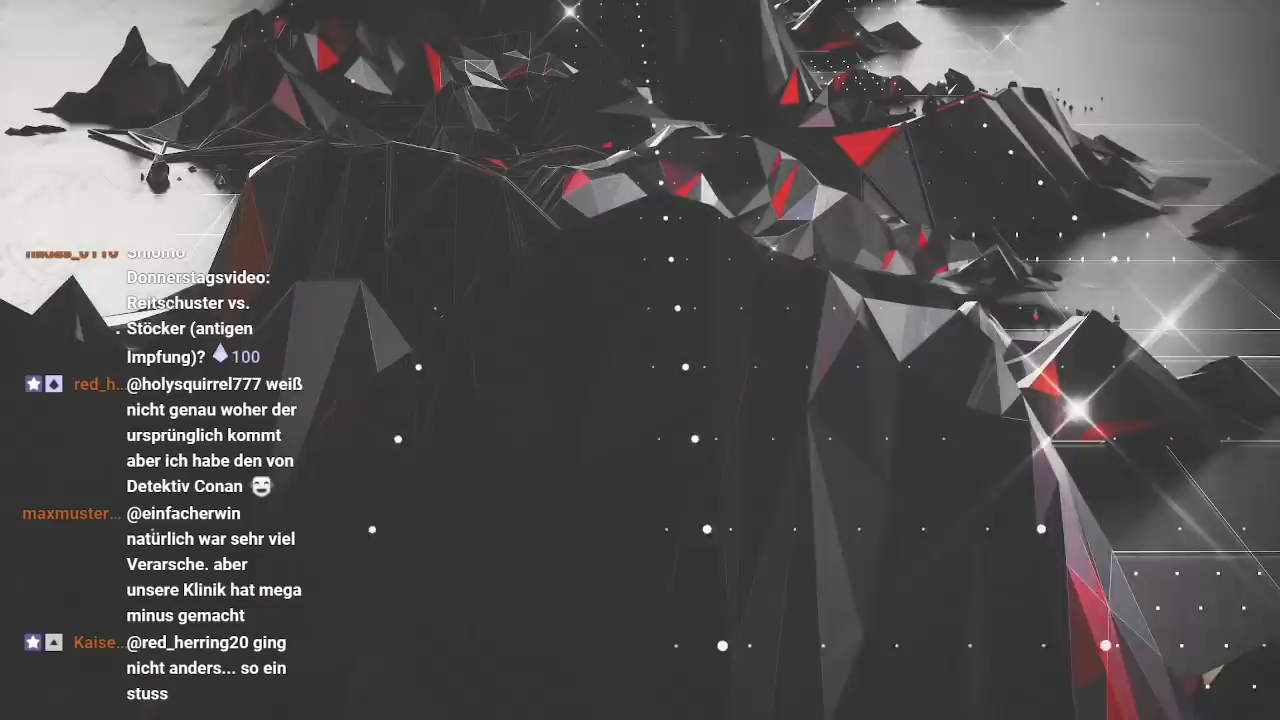 Shlomo
Donnerstagsvideo:
Reitschuster vs.
Stöcker (antigen
Impfung)? 100
red_h... @holysquirrel777 weiß
nicht genau woher der
ursprünglich kommt
aber ich habe den von
Detektiv Conan
maxmuster... @einfacherwin
natürlich war sehr viel
Verarsche. aber
unsere Klinik hat mega
minus gemacht
Kaise... @red_herring20 ging
nicht anders... so ein
stuss